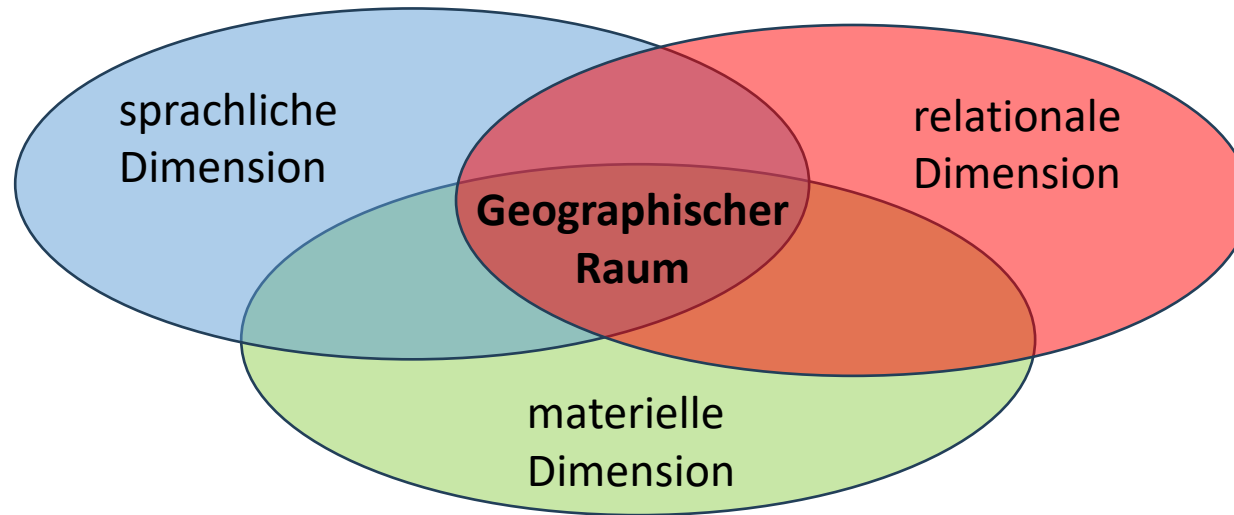 sprachliche
Dimension
relationale
Dimension
Geographischer
Raum
materielle
Dimension